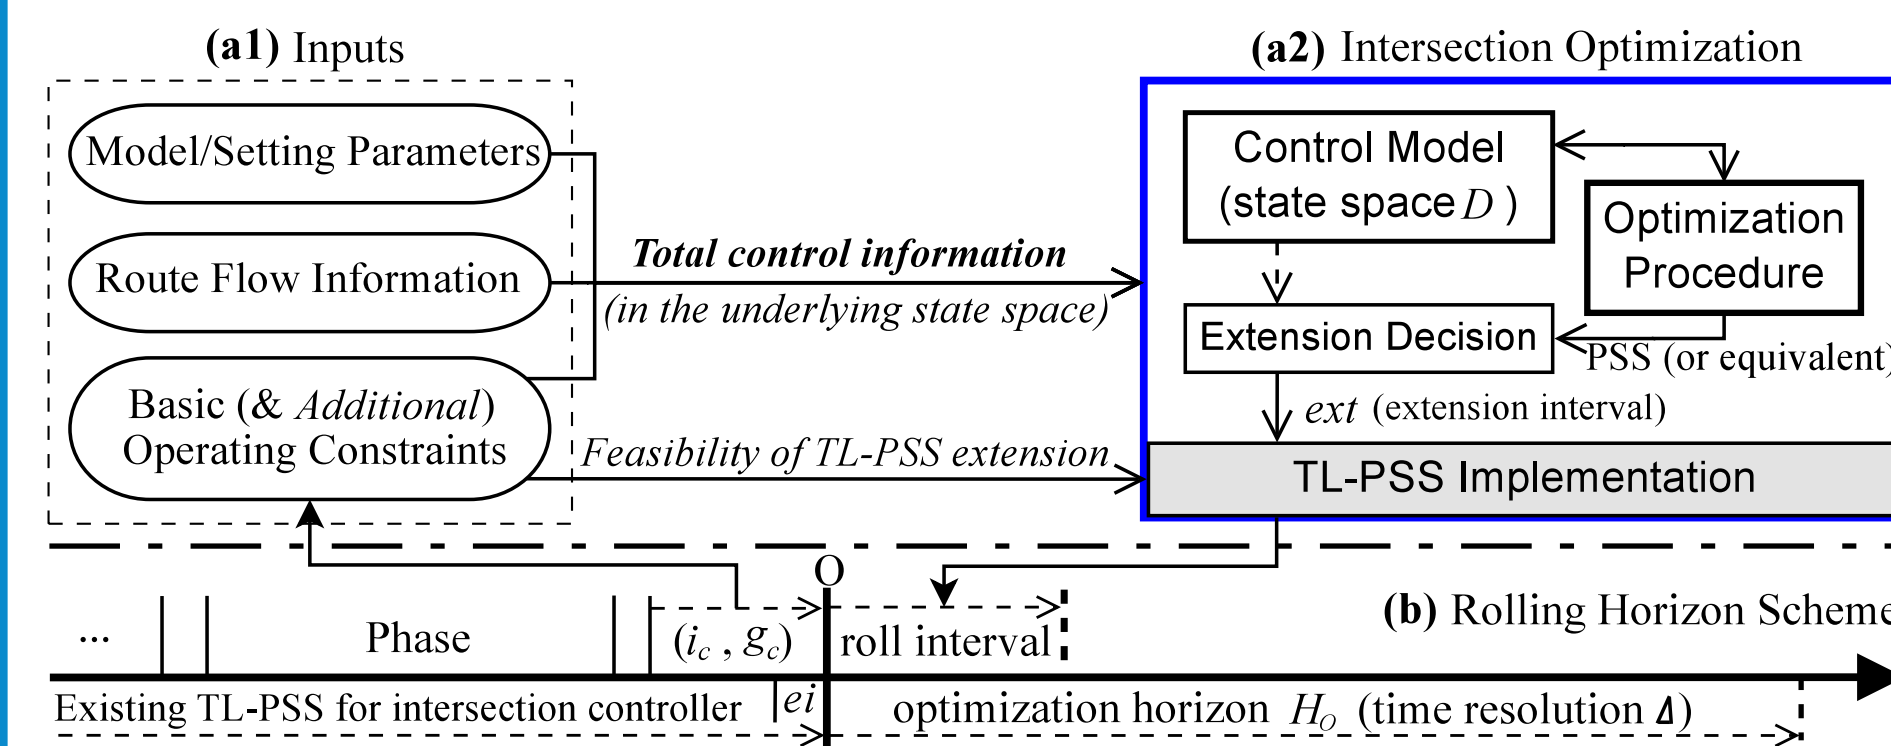 (a1) Inputs
Model/Setting Parameters
Route Flow Information
Basic (& Additional)
Operating Constraints
Total control information
(in the underlying state space)
Feasibility of TL-PSS extension
(a2) Intersection Optimization
Control Model
(state space D )
Optimization
Procedure
Extension Decision
PSS (or equivalent)
ext (extension interval)
TL-PSS Implementation
(b) Rolling Horizon Scheme
O
...
Phase
(i_c , g_c)
roll interval
Existing TL-PSS for intersection controller
ei
optimization horizon H_O (time resolution Δ)